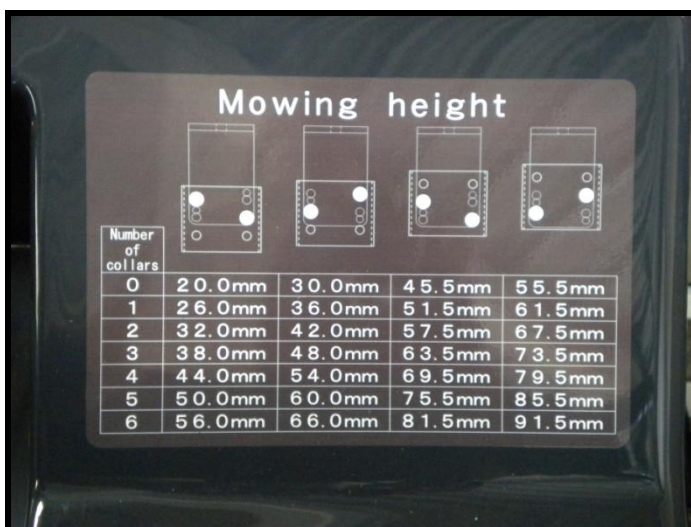 Mowing height
Number
of
collars
0 20.0mm 30.0mm 45.5mm 55.5mm
1 26.0mm 36.0mm 51.5mm 61.5mm
2 32.0mm 42.0mm 57.5mm 67.5mm
3 38.0mm 48.0mm 63.5mm 73.5mm
4 44.0mm 54.0mm 69.5mm 79.5mm
5 50.0mm 60.0mm 75.5mm 85.5mm
6 56.0mm 66.0mm 81.5mm 91.5mm